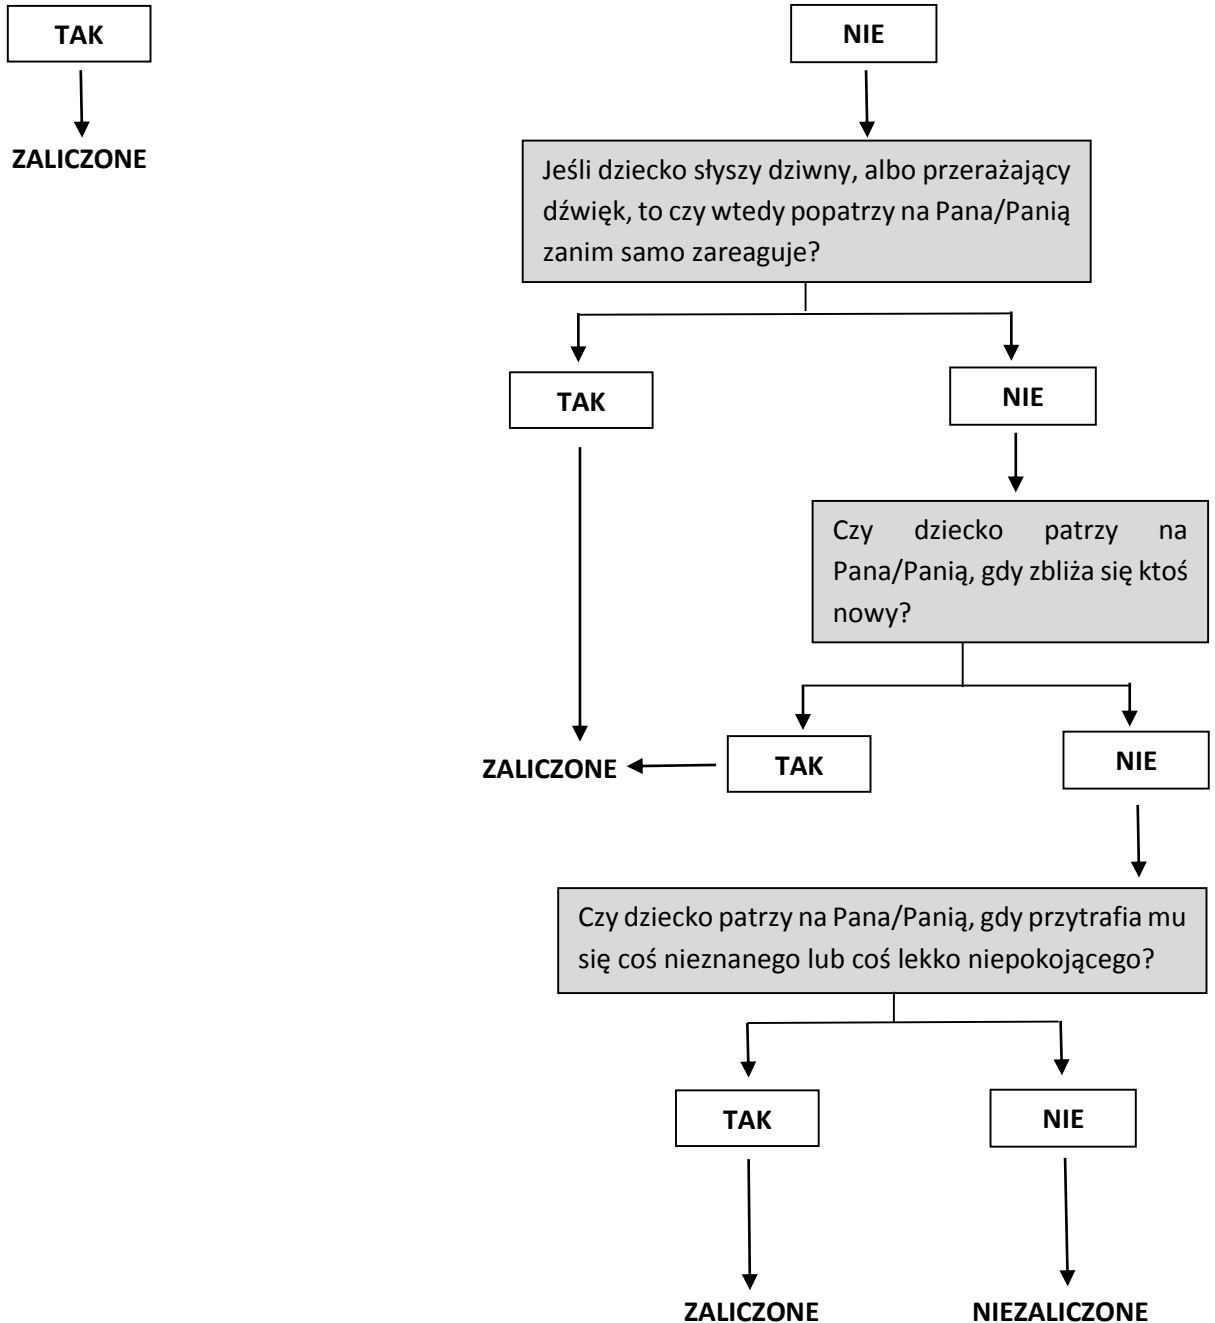 TAK
NIE
ZALICZONE
Jeśli dziecko słyszy dziwny, albo przerażający
dźwięk, to czy wtedy popatrzy na Pana/Panią
zanim samo zareaguje?
TAK
NIE
Czy dziecko patrzy na
Pana/Panią, gdy zbliża się ktoś
nowy?
ZALICZONE
TAK
NIE
Czy dziecko patrzy na Pana/Panią, gdy przytrafia mu
się coś nieznanego lub coś lekko niepokojącego?
TAK
NIE
ZALICZONE
NIEZALICZONE